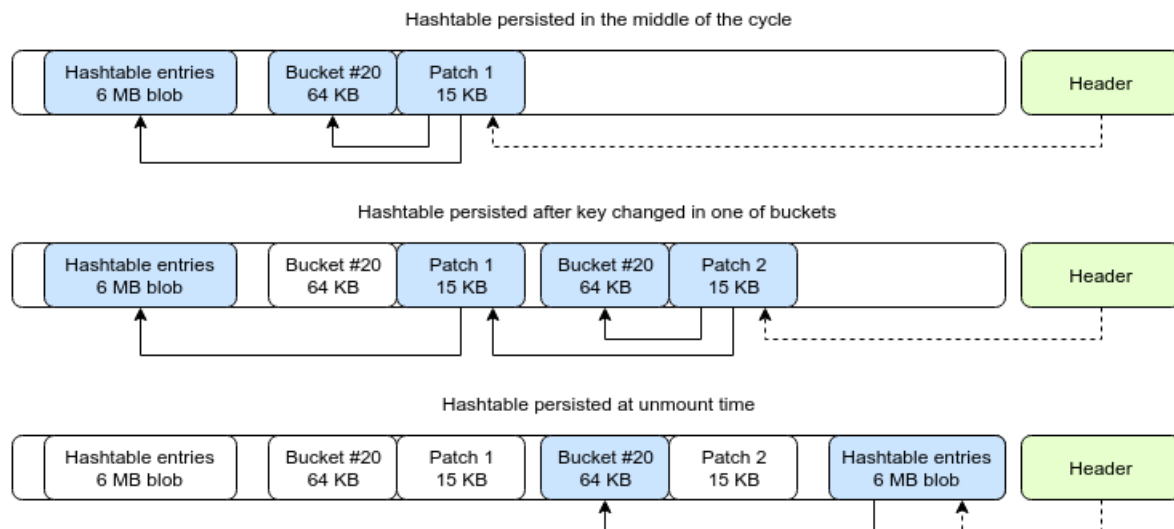 Hashtable persisted in the middle of the cycle
Hashtable entries
6 MB blob
Bucket #20
64 KB
Patch 1
15 KB
Header
Hashtable persisted after key changed in one of buckets
Hashtable entries
6 MB blob
Bucket #20
64 KB
Patch 1
15 KB
Bucket #20
64 KB
Patch 2
15 KB
Header
Hashtable persisted at unmount time
Hashtable entries
6 MB blob
Bucket #20
64 KB
Patch 1
15 KB
Bucket #20
64 KB
Patch 2
15 KB
Hashtable entries
6 MB blob
Header